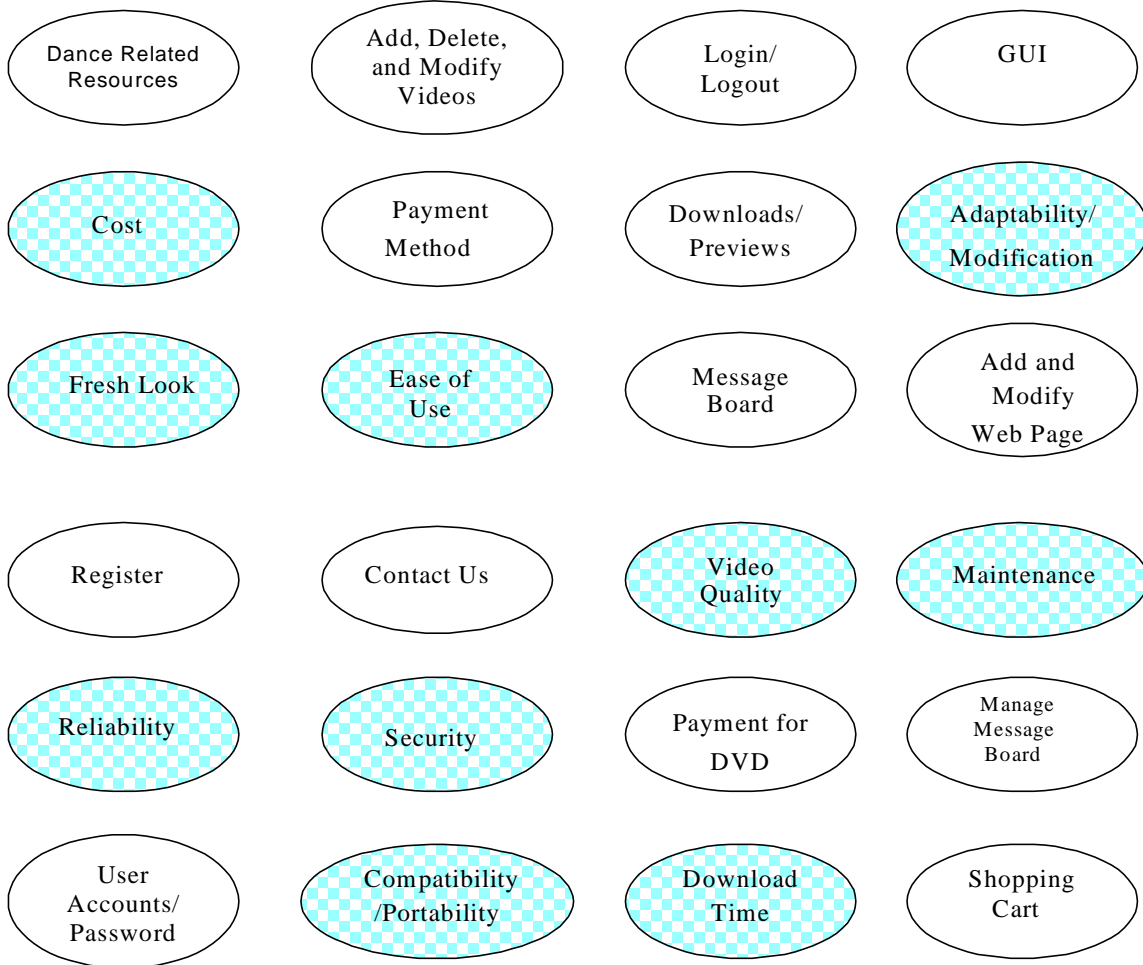 Dance Related
Resources
Add, Delete,
and Modify
Videos
Login/
Logout
GUI
Cost
Payment
Method
Downloads/
Previews
Adaptability/
Modification
Fresh Look
Ease of
Use
Message
Board
Add and
Modify
Web Page
Register
Contact Us
Video
Quality
Maintenance
Reliability
Security
Payment for
DVD
Manage
Message
Board
User
Accounts/
Password
Compatibility
/Portability
Download
Time
Shopping
Cart